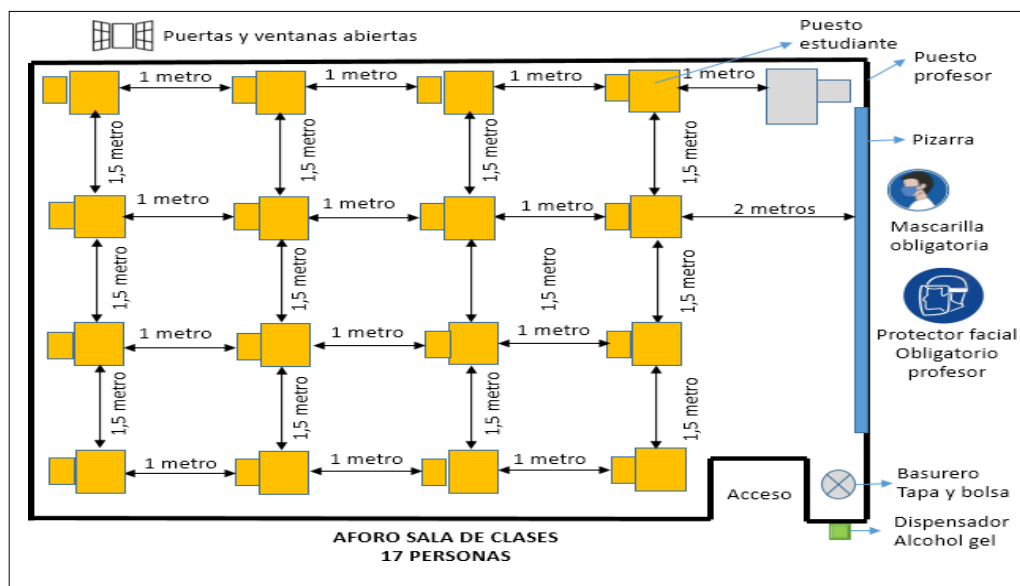 Puertas y ventanas abiertas
Puesto
estudiante
Puesto
profesor
1 metro
1 metro
1 metro
1 metro
1,5 metro
1,5 metro
1,5 metro
1,5 metro
Pizarra
1 metro
1 metro
1 metro
2 metros
Mascarilla
obligatoria
1,5 metro
1,5 metro
1,5 metro
1,5 metro
1 metro
1 metro
1 metro
Protector facial
Obligatorio
profesor
1,5 metro
1,5 metro
1,5 metro
1,5 metro
1 metro
1 metro
1 metro
Acceso
Basurero
Tapa y bolsa
Dispensador
Alcohol gel
AFORO SALA DE CLASES
17 PERSONAS